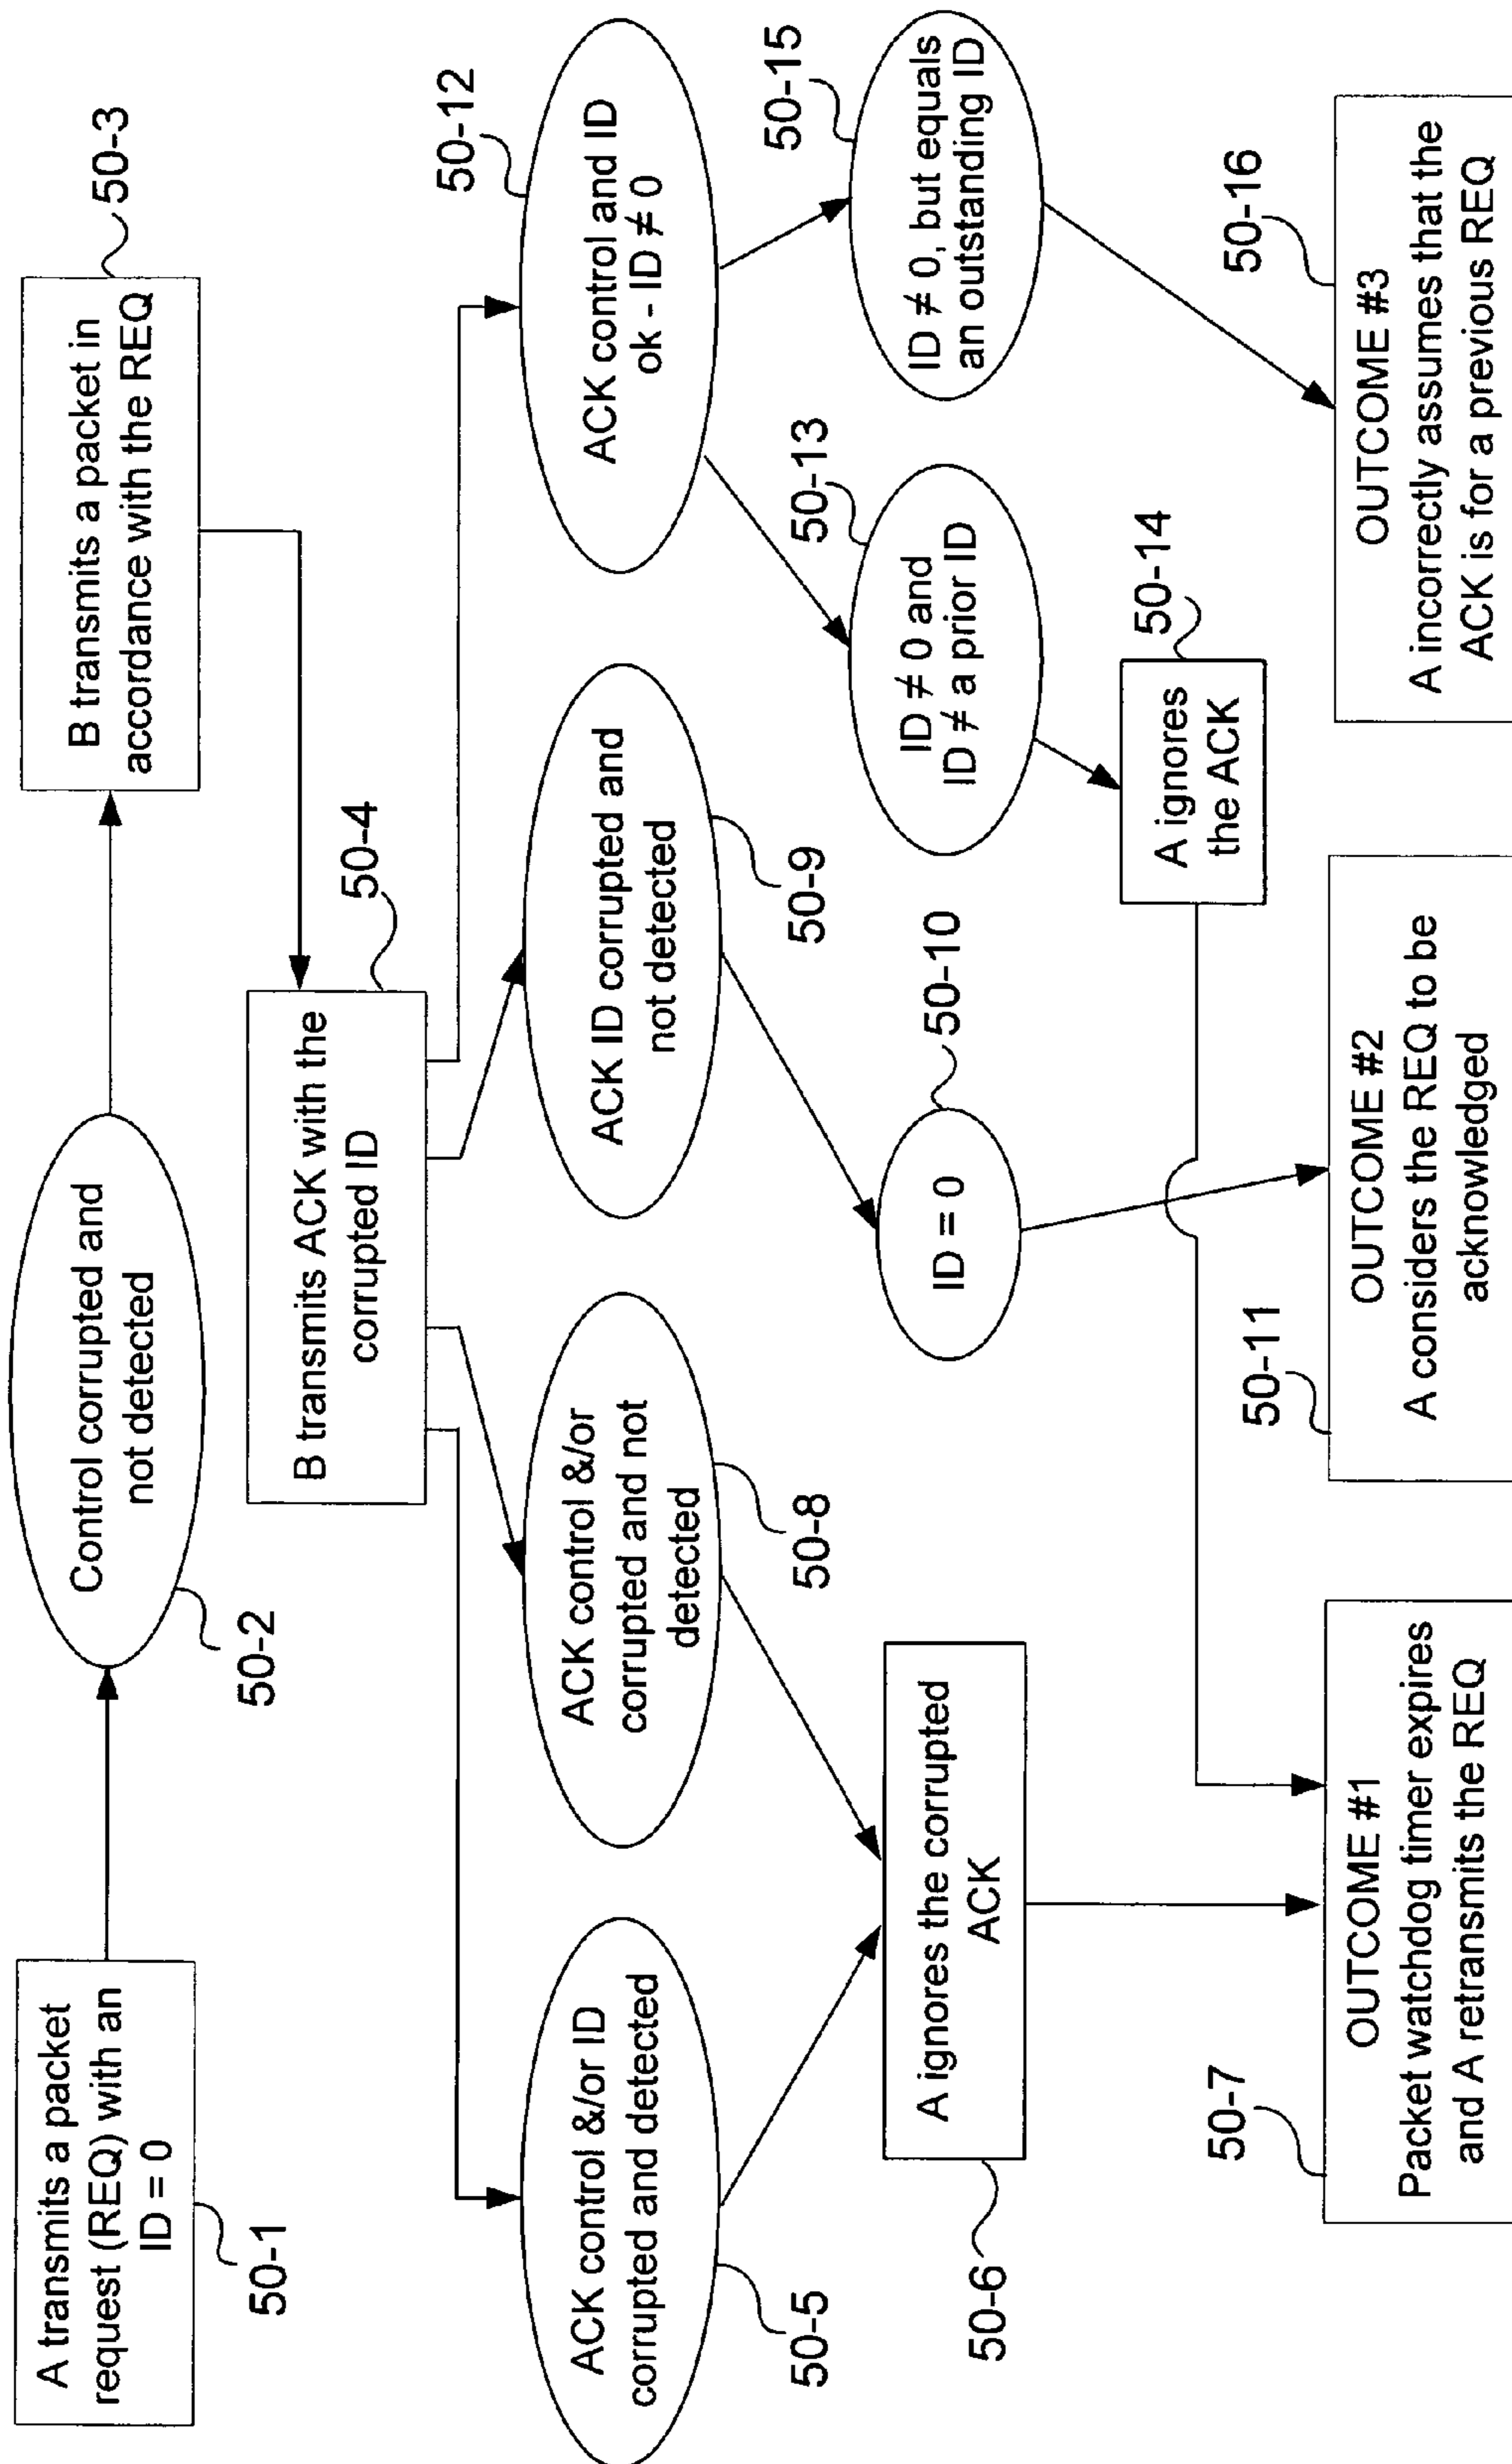 A transmits a packet
request (REQ) with an
ID = 0
50-1
Control corrupted and
not detected
50-2
B transmits a packet in
accordance with the REQ
50-3
B transmits ACK with the
corrupted ID
50-4
ACK control &/or ID
corrupted and detected
50-5
ACK control &/or
corrupted and not
detected
50-8
ACK ID corrupted and
not detected
50-9
ACK control and ID
ok - ID ≠ 0
50-12
A ignores the corrupted
ACK
50-6
ID = 0
50-10
ID ≠ 0 and
ID ≠ a prior ID
50-13
ID ≠ 0, but equals
an outstanding ID
50-15
A ignores
the ACK
50-14
OUTCOME #1
Packet watchdog timer expires
and A retransmits the REQ
50-7
OUTCOME #2
A considers the REQ to be
acknowledged
50-11
OUTCOME #3
A incorrectly assumes that the
ACK is for a previous REQ
50-16